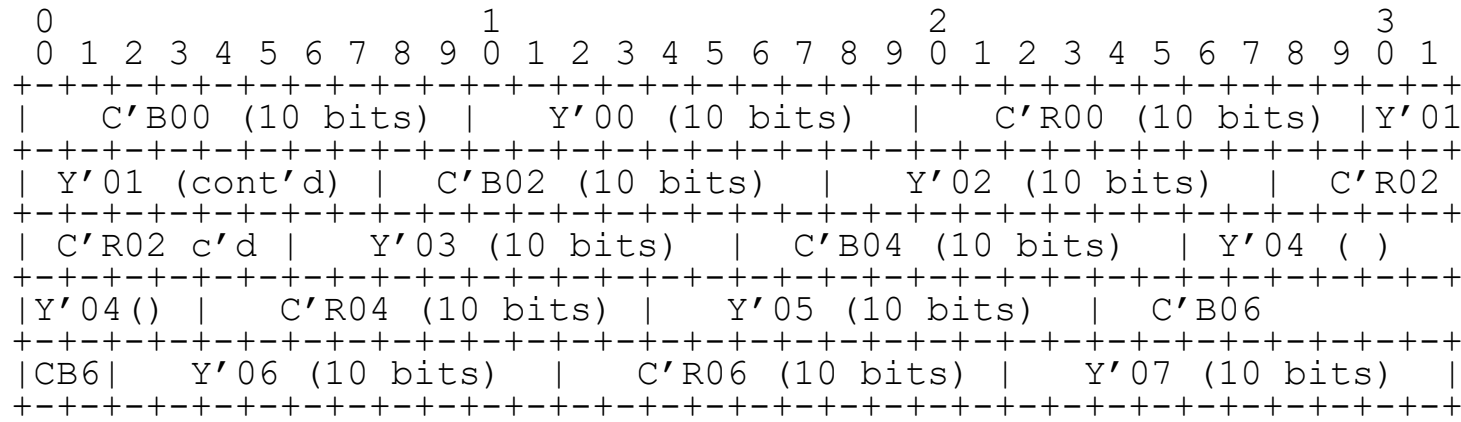 0 1 2 3
0 1 2 3 4 5 6 7 8 9 0 1 2 3 4 5 6 7 8 9 0 1 2 3 4 5 6 7 8 9 0 1
+-+-+-+-+-+-+-+-+-+-+-+-+-+-+-+-+-+-+-+-+-+-+-+-+-+-+-+-+-+-+-+-+
| C'B00 (10 bits) | Y'00 (10 bits) | C'R00 (10 bits) |Y'01
+-+-+-+-+-+-+-+-+-+-+-+-+-+-+-+-+-+-+-+-+-+-+-+-+-+-+-+-+-+-+-+-+
| Y'01 (cont'd) | C'B02 (10 bits) | Y'02 (10 bits) | C'R02
+-+-+-+-+-+-+-+-+-+-+-+-+-+-+-+-+-+-+-+-+-+-+-+-+-+-+-+-+-+-+-+-+
| C'R02 c'd | Y'03 (10 bits) | C'B04 (10 bits) | Y'04 ( )
+-+-+-+-+-+-+-+-+-+-+-+-+-+-+-+-+-+-+-+-+-+-+-+-+-+-+-+-+-+-+-+-+
|Y'04() | C'R04 (10 bits) | Y'05 (10 bits) | C'B06
+-+-+-+-+-+-+-+-+-+-+-+-+-+-+-+-+-+-+-+-+-+-+-+-+-+-+-+-+-+-+-+-+
|CB6| Y'06 (10 bits) | C'R06 (10 bits) | Y'07 (10 bits) |
+-+-+-+-+-+-+-+-+-+-+-+-+-+-+-+-+-+-+-+-+-+-+-+-+-+-+-+-+-+-+-+-+